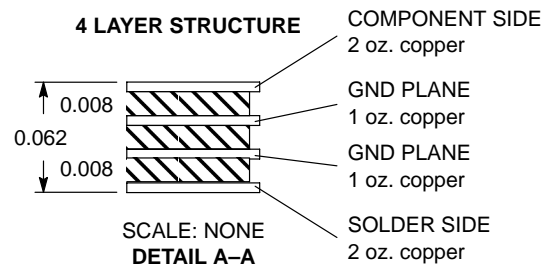 4 LAYER STRUCTURE
COMPONENT SIDE
2 oz. copper
0.008
GND PLANE
1 oz. copper
0.062
GND PLANE
1 oz. copper
0.008
SOLDER SIDE
2 oz. copper
SCALE: NONE
DETAIL A–A